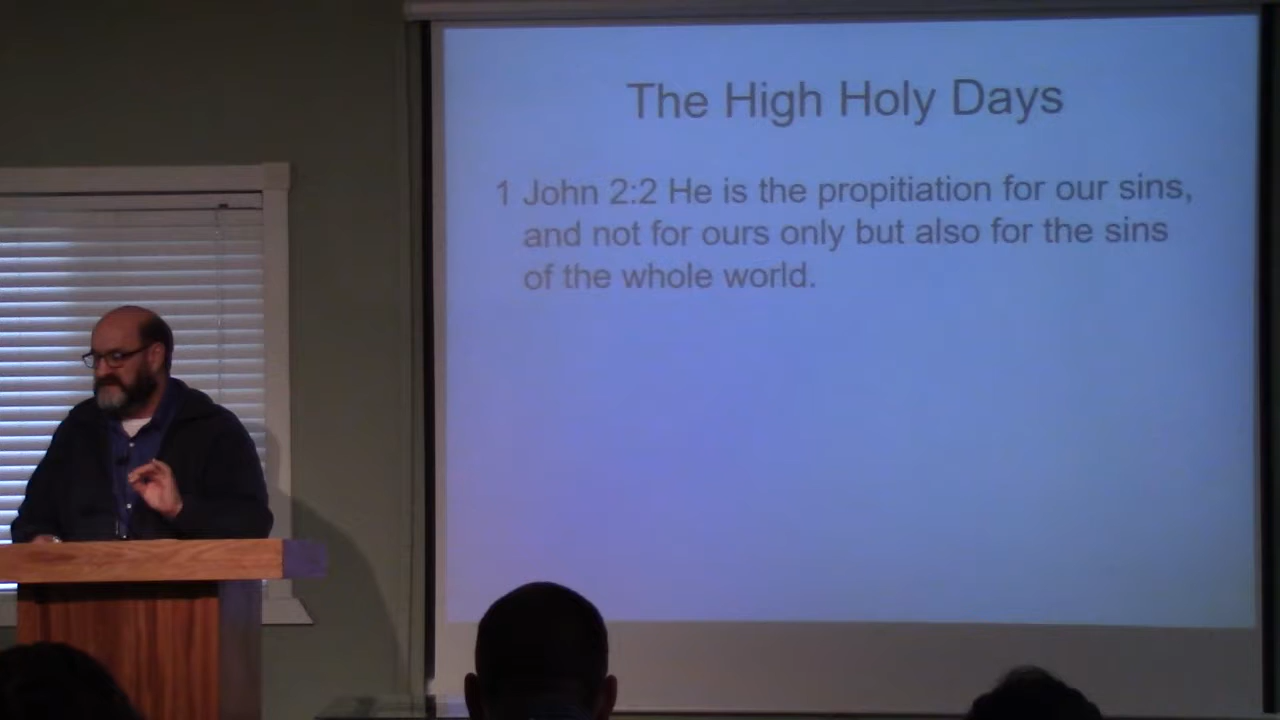 The High Holy Days
1 John 2:2 He is the propitiation for our sins,
and not for ours only but also for the sins
of the whole world.